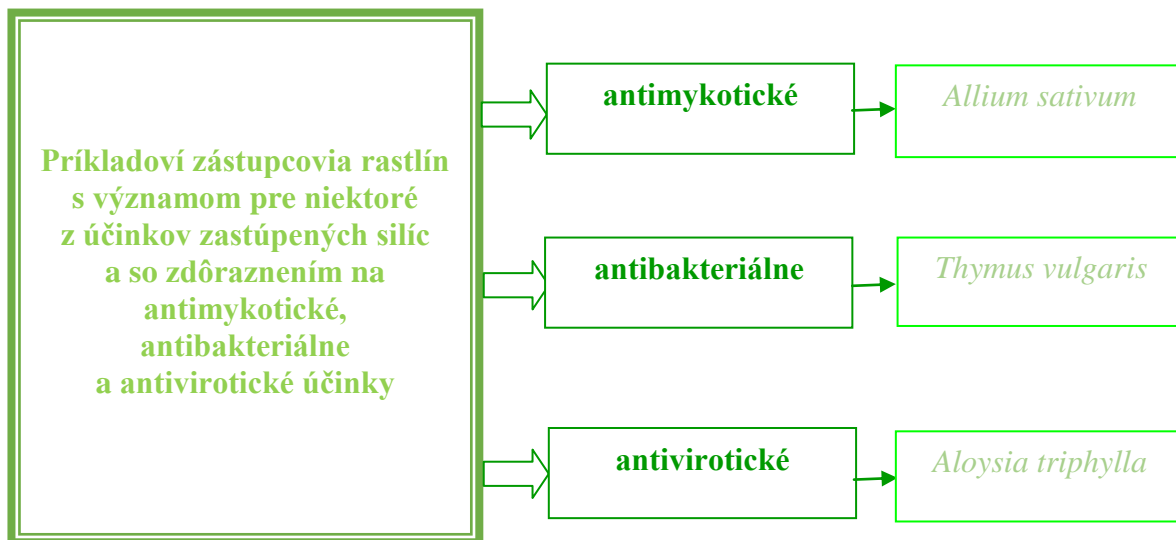 Príkladoví zástupcovia rastlín
s významom pre niektoré
z účinkov zastúpených silíc
a so zdôraznením na
antimykotické,
antibakteriálne
a antivirotické účinky
antimykotické
Allium sativum
antibakteriálne
Thymus vulgaris
antivirotické
Aloysia triphylla